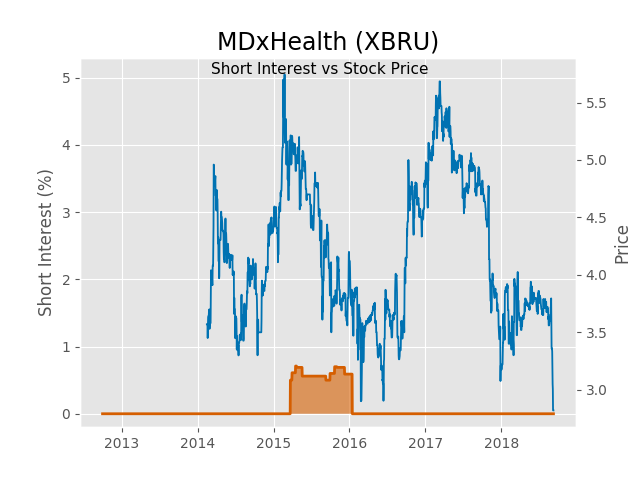 MDxHealth (XBRU)
Short Interest vs Stock Price
Short Interest (%)
5
4
3
2
1
0
5.5
5.0
4.5
4.0
3.5
3.0
Price
2013 2014 2015 2016 2017 2018